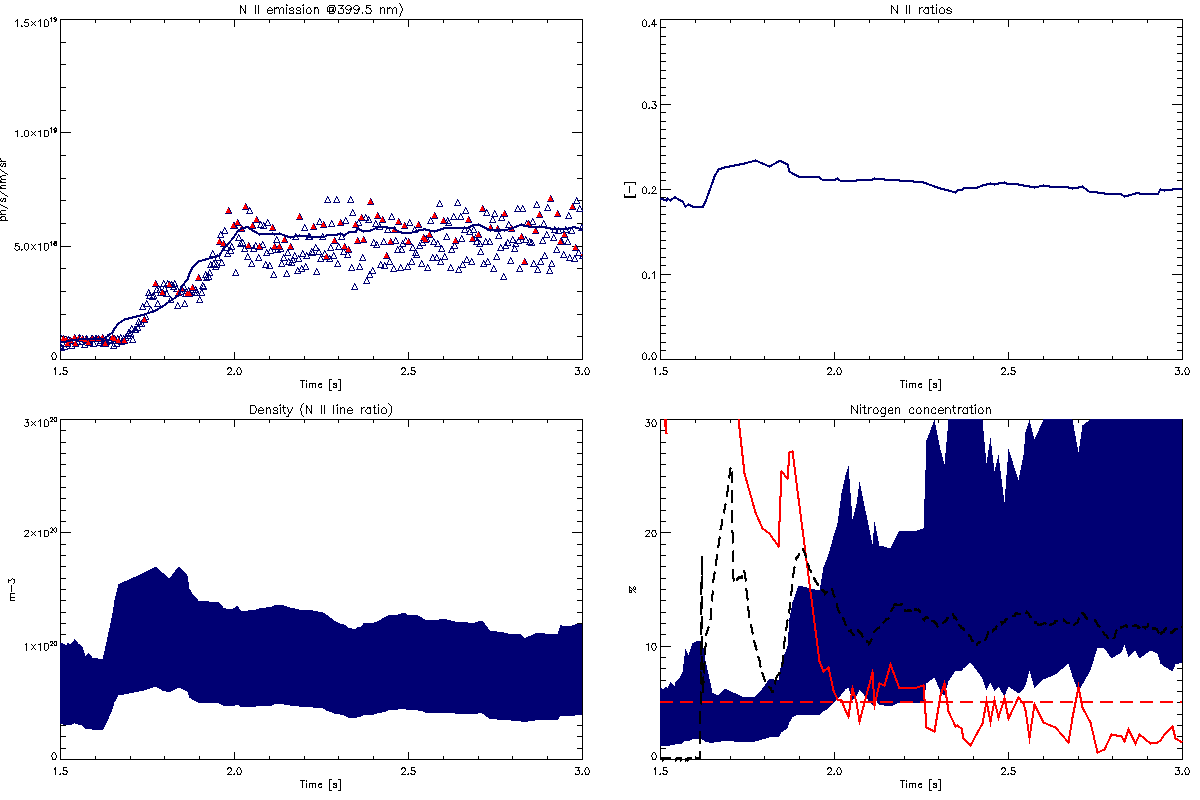 N II emission @399.5 nm)
1.5×10¹⁹
1.0×10¹⁹
5.0×10¹⁸
0
ph/s/nm/sr
1.5 2.0 2.5 3.0
Time [s]
N II ratios
0.4
0.3
0.2
0.1
0.0
[-]
1.5 2.0 2.5 3.0
Time [s]
Density (N II line ratio)
3×10²⁰
2×10²⁰
1×10²⁰
0
m-3
1.5 2.0 2.5 3.0
Time [s]
Nitrogen concentration
30
20
10
0
%
1.5 2.0 2.5 3.0
Time [s]